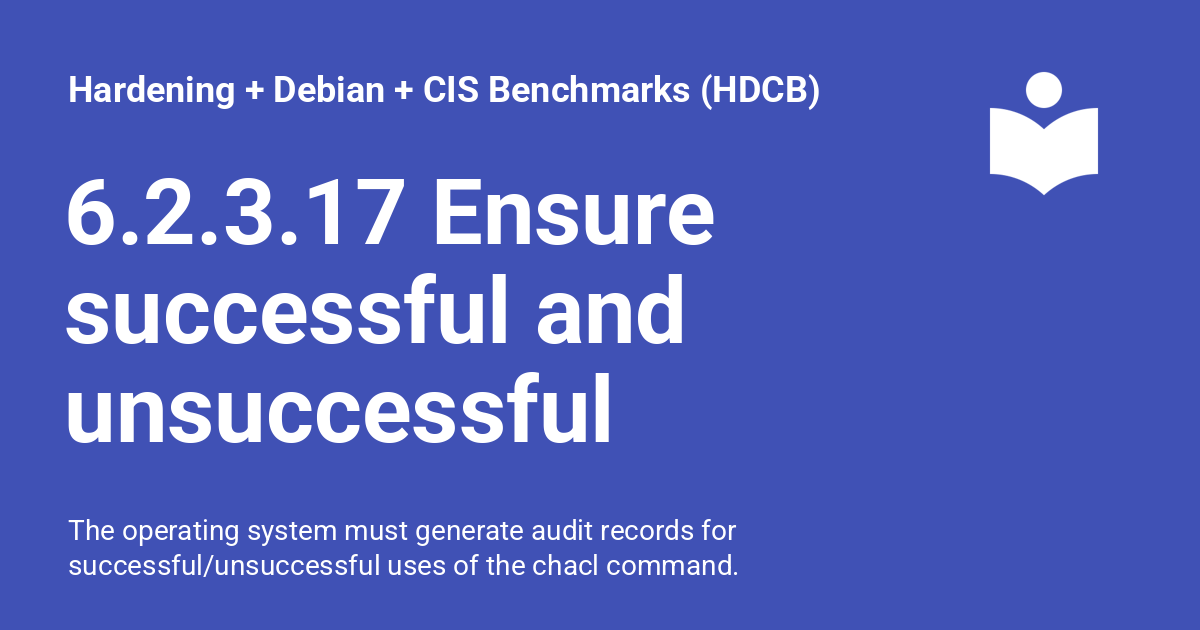 Hardening + Debian + CIS Benchmarks (HDCB)
6.2.3.17 Ensure
successful and
unsuccessful
The operating system must generate audit records for
successful/unsuccessful uses of the chacl command.